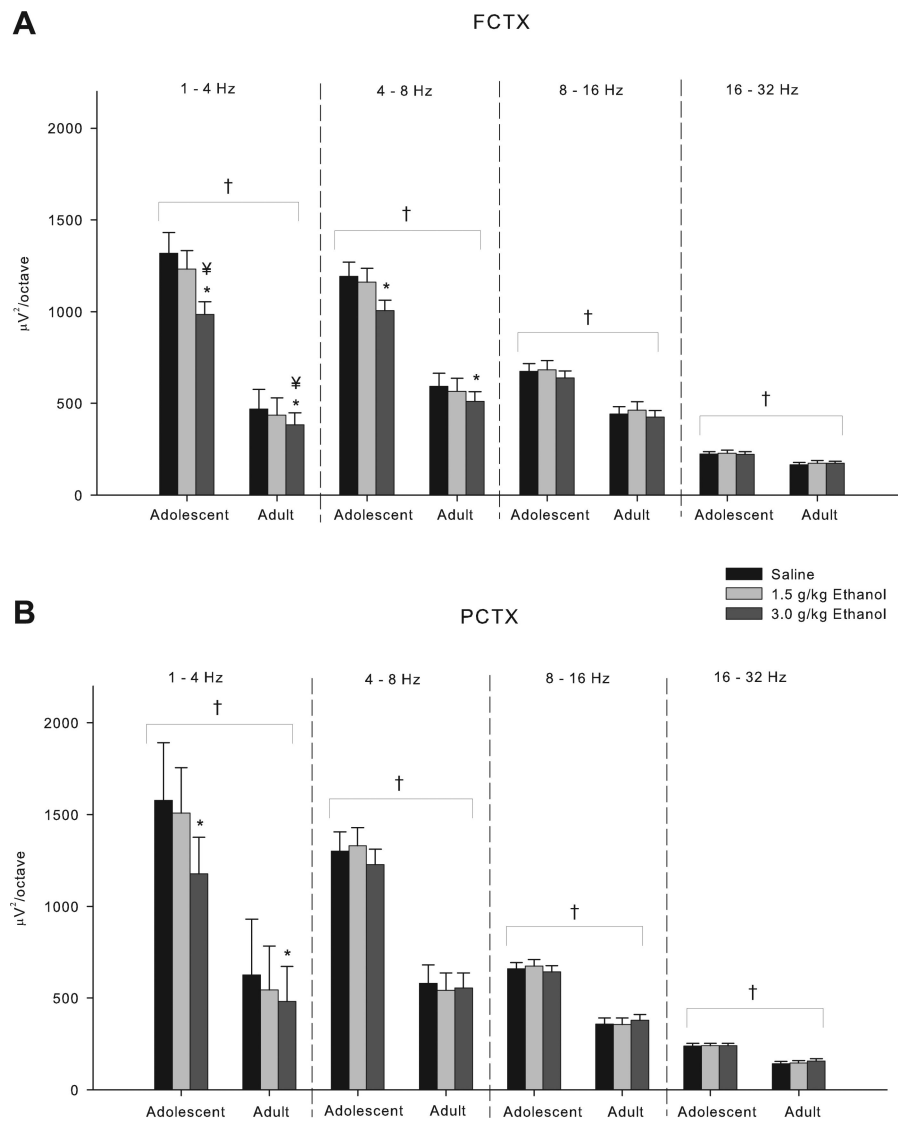 A
FCTX
1 - 4 Hz
4 - 8 Hz
8 - 16 Hz
16 - 32 Hz
2000
1500
1000
500
0
µV²/octave
†
†
†
†
¥
*
¥
*
*
*
Adolescent Adult Adolescent Adult Adolescent Adult Adolescent Adult
Saline
1.5 g/kg Ethanol
3.0 g/kg Ethanol
B
PCTX
1 - 4 Hz
4 - 8 Hz
8 - 16 Hz
16 - 32 Hz
2000
1500
1000
500
0
µV²/octave
†
†
†
†
*
*
Adolescent Adult Adolescent Adult Adolescent Adult Adolescent Adult